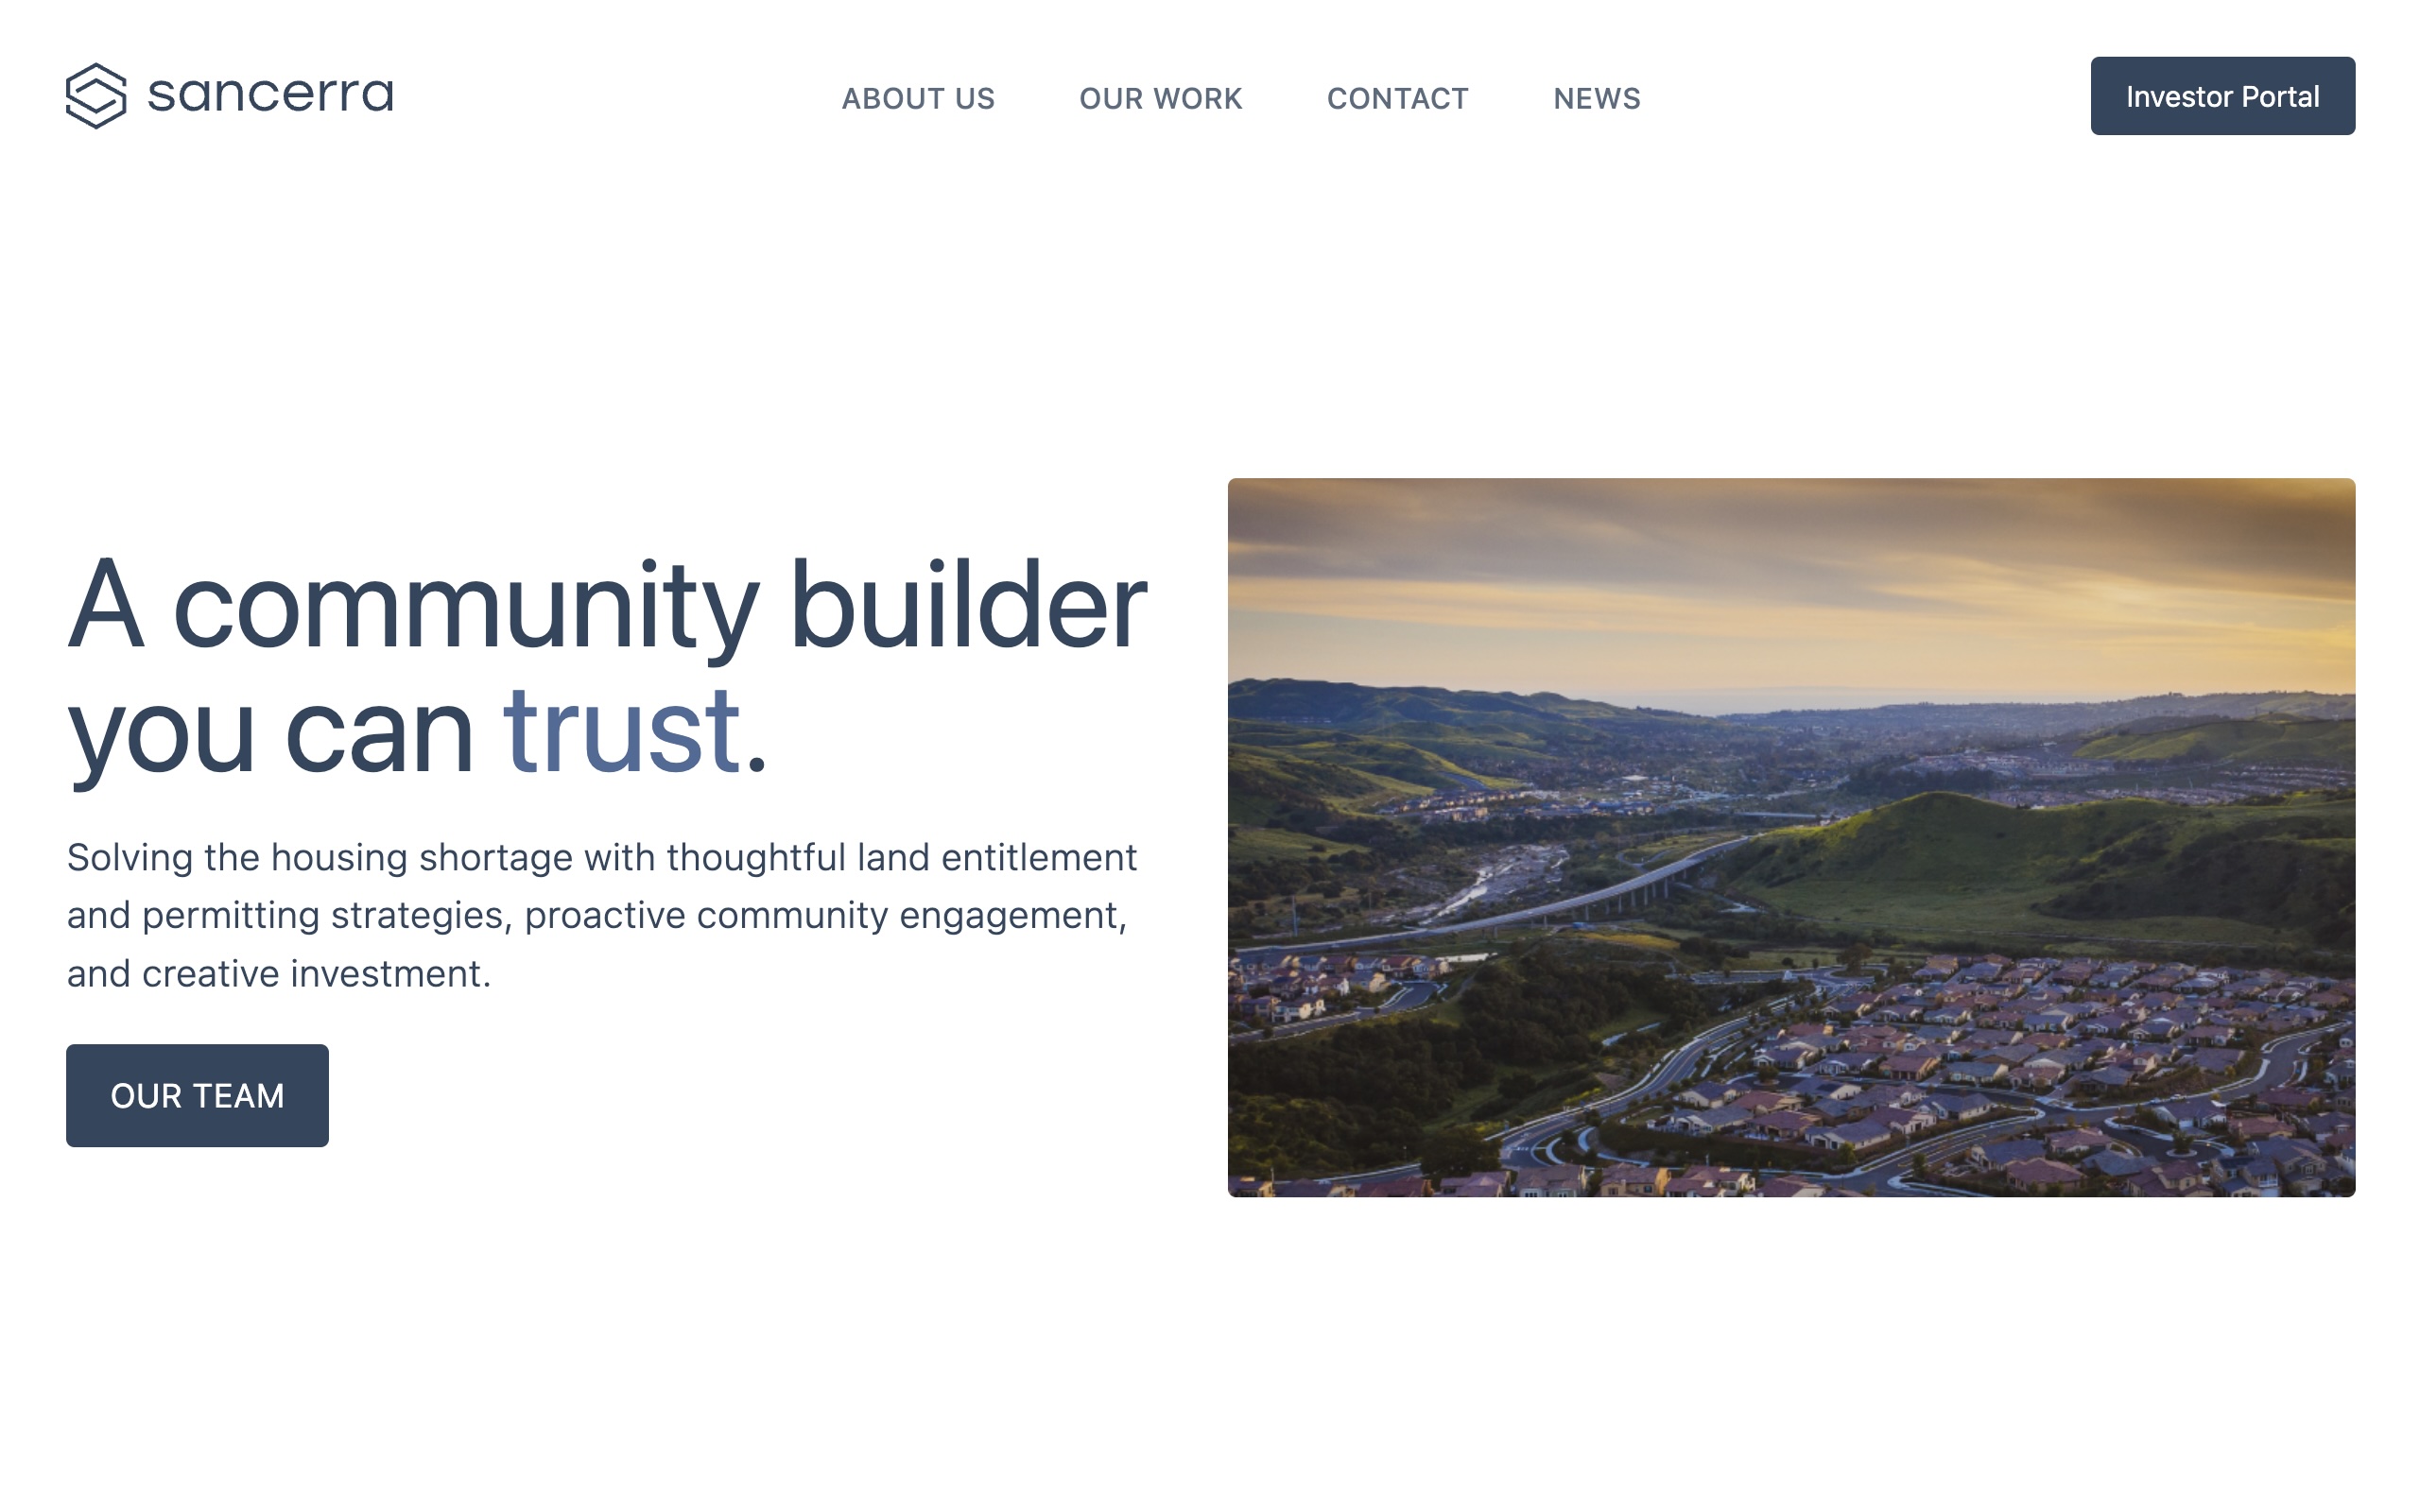 sancerra
ABOUT US
OUR WORK
CONTACT
NEWS
Investor Portal
A community builder
you can trust.
Solving the housing shortage with thoughtful land entitlement
and permitting strategies, proactive community engagement,
and creative investment.
OUR TEAM